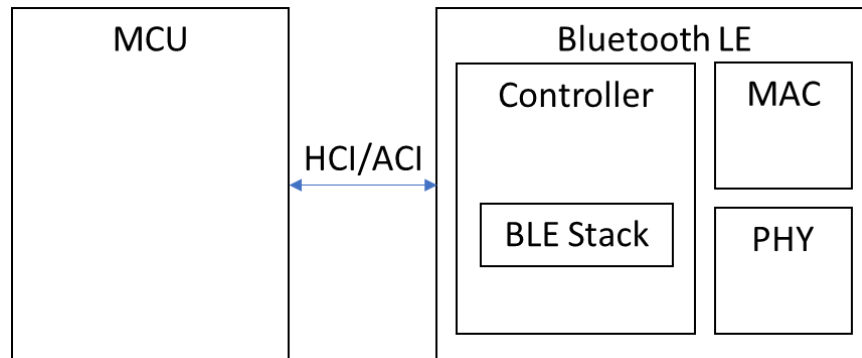 MCU
HCI/ACI
Bluetooth LE
Controller
BLE Stack
MAC
PHY